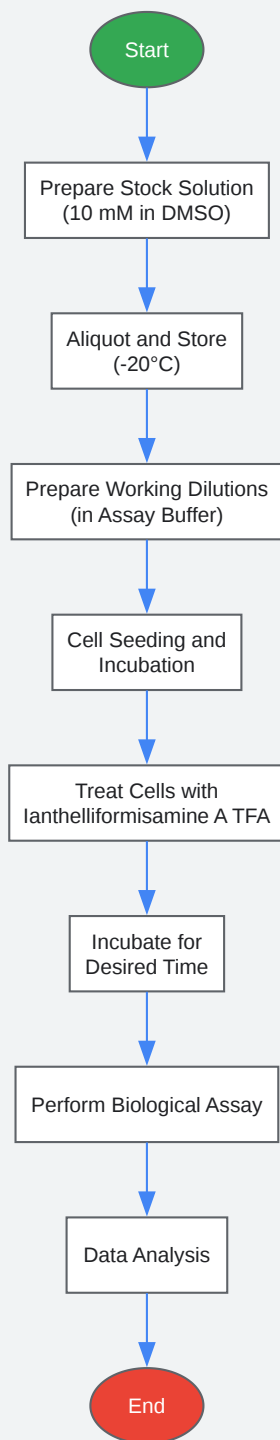 Start
Prepare Stock Solution
(10 mM in DMSO)
Aliquot and Store
(-20°C)
Prepare Working Dilutions
(in Assay Buffer)
Cell Seeding and
Incubation
Treat Cells with
Ianthelliformisamine A TFA
Incubate for
Desired Time
Perform Biological Assay
Data Analysis
End